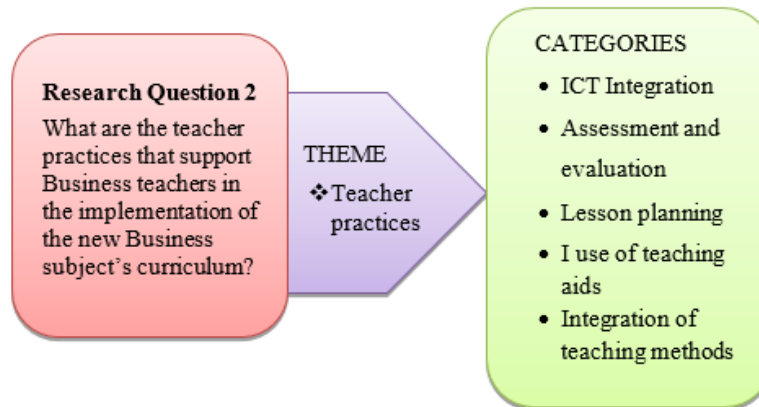 Research Question 2
What are the teacher
practices that support
Business teachers in
the implementation of
the new Business
subject's curriculum?
THEME
❖Teacher
practices
CATEGORIES
• ICT Integration
• Assessment and
evaluation
• Lesson planning
• I use of teaching
aids
• Integration of
teaching methods